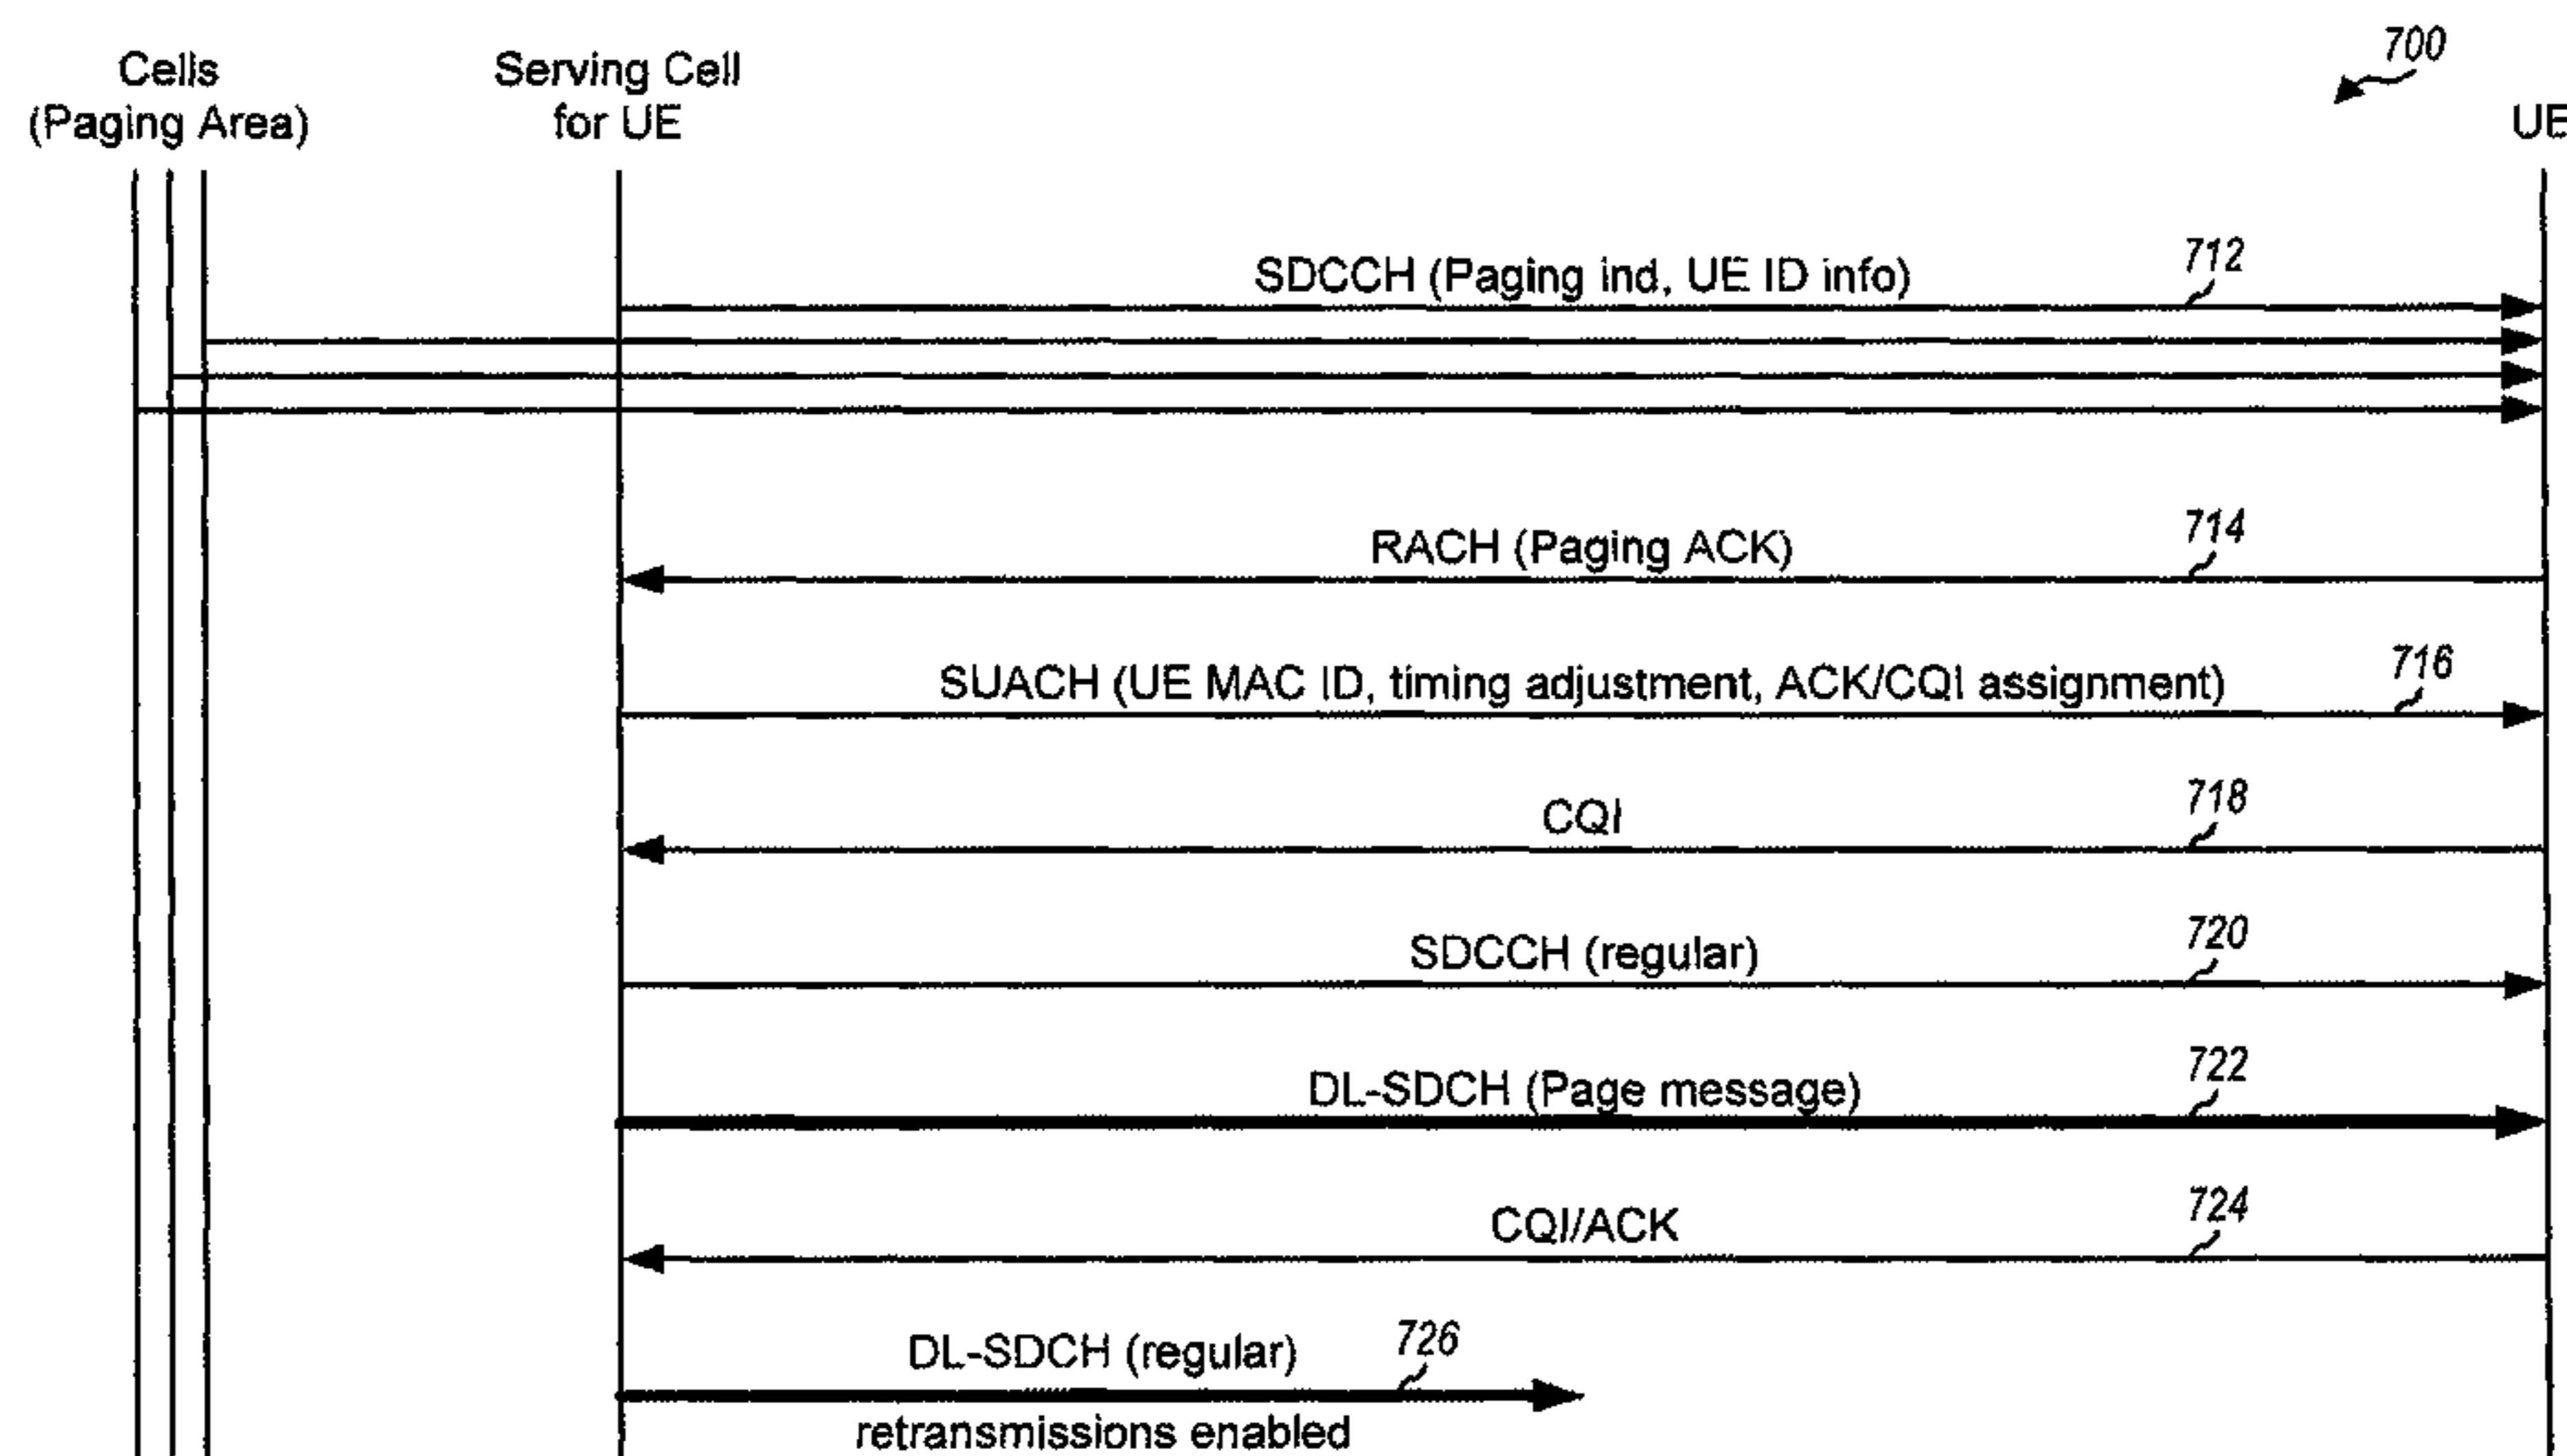 700
Cells
(Paging Area)
Serving Cell
for UE
UE
712
SDCCH (Paging ind, UE ID info)
714
RACH (Paging ACK)
716
SUACH (UE MAC ID, timing adjustment, ACK/CQI assignment)
718
CQI
720
SDCCH (regular)
722
DL-SDCH (Page message)
724
CQI/ACK
726
DL-SDCH (regular)
retransmissions enabled